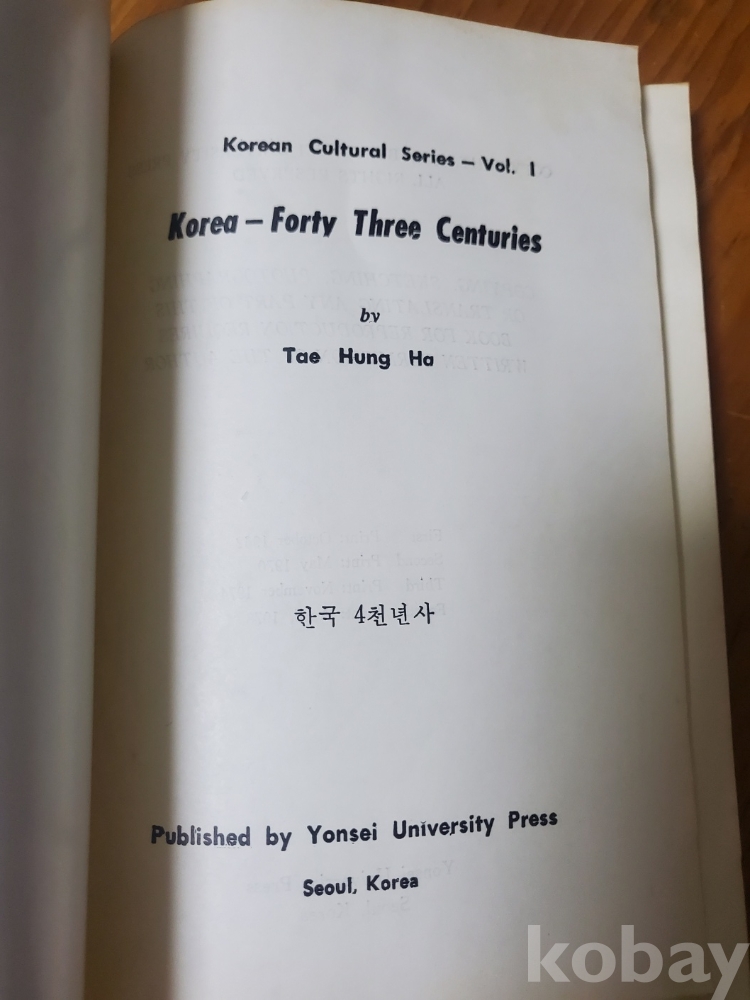 Korean Cultural Series – Vol. I
Korea – Forty Three Centuries
by
Tae Hung Ha
한국 4천년사
Published by Yonsei University Press
Seoul, Korea
kobay